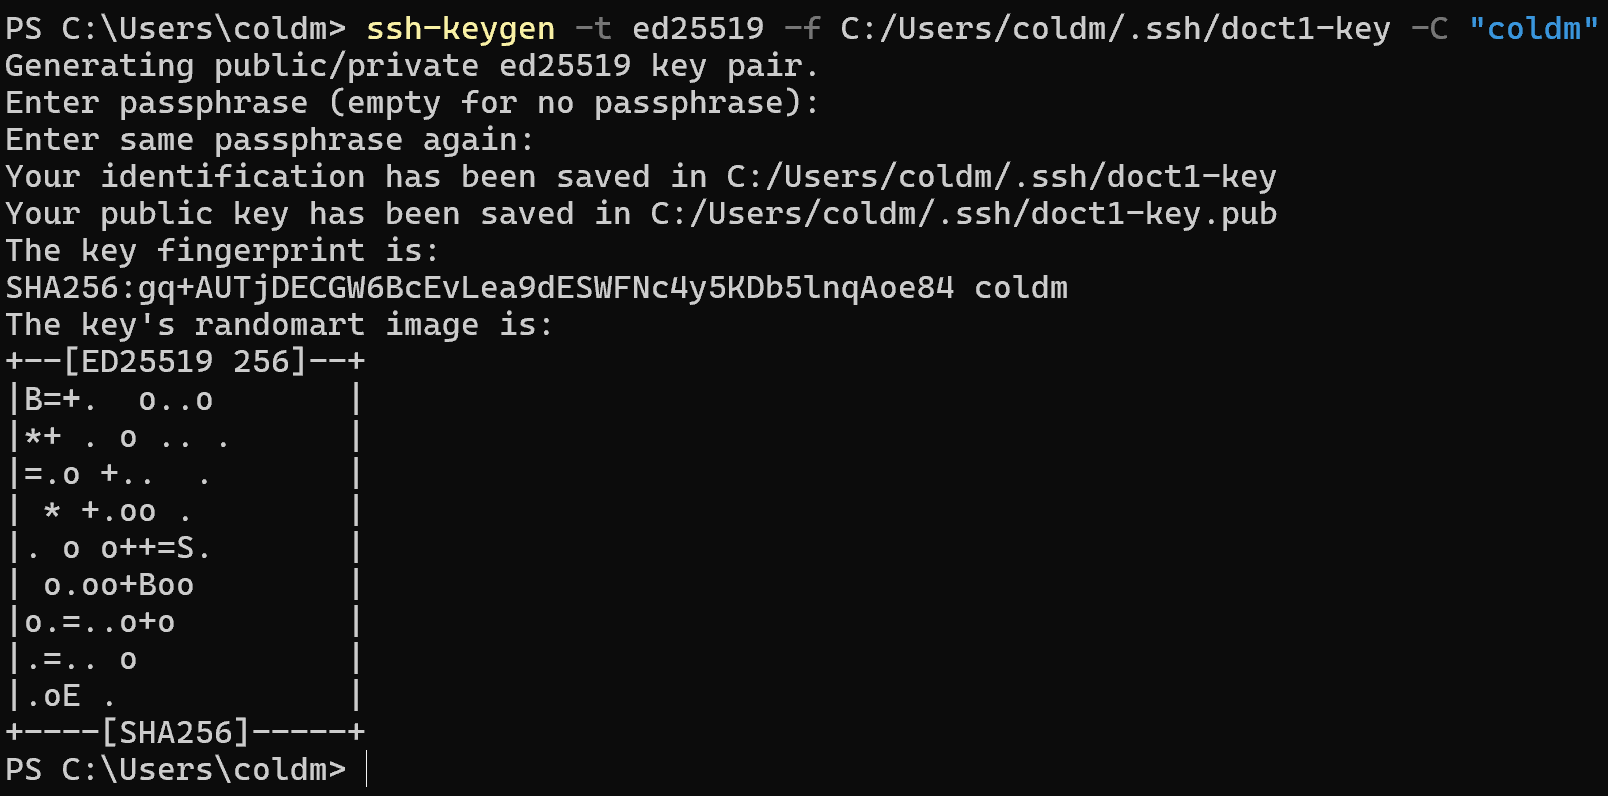 PS C:\Users\coldm> ssh-keygen -t ed25519 -f C:/Users/coldm/.ssh/doct1-key -C "coldm"
Generating public/private ed25519 key pair.
Enter passphrase (empty for no passphrase):
Enter same passphrase again:
Your identification has been saved in C:/Users/coldm/.ssh/doct1-key
Your public key has been saved in C:/Users/coldm/.ssh/doct1-key.pub
The key fingerprint is:
SHA256:gq+AUTjDECGW6BcEvLea9dESWFNc4y5KDb5lnqAoe84 coldm
The key's randomart image is:
+--[ED25519 256]--+
|B=+.  o..o       |
|*+ . o .. .      |
|=.o +..  .       |
| * +.oo .        |
|. o o++=S.       |
| o.oo+Boo        |
|o.=..o+o         |
|.=.. o           |
|.oE .            |
+----[SHA256]-----+
PS C:\Users\coldm>